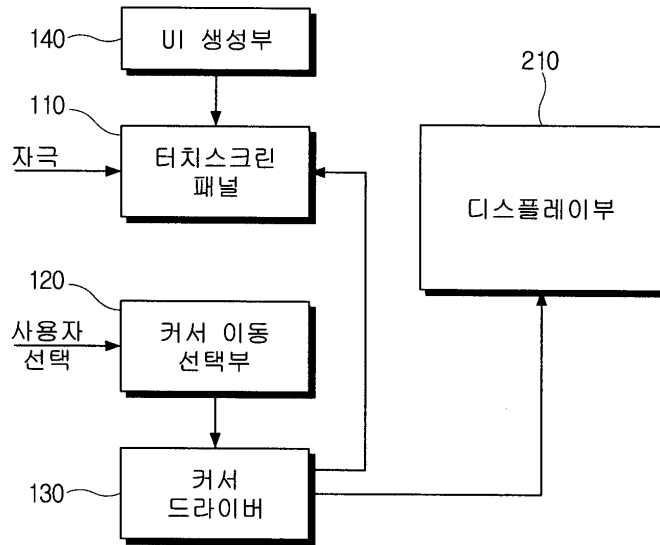 140
UI 생성부
110
210
자극
터치스크린
패널
디스플레이부
120
사용자
선택
커서 이동
선택부
130
커서
드라이버